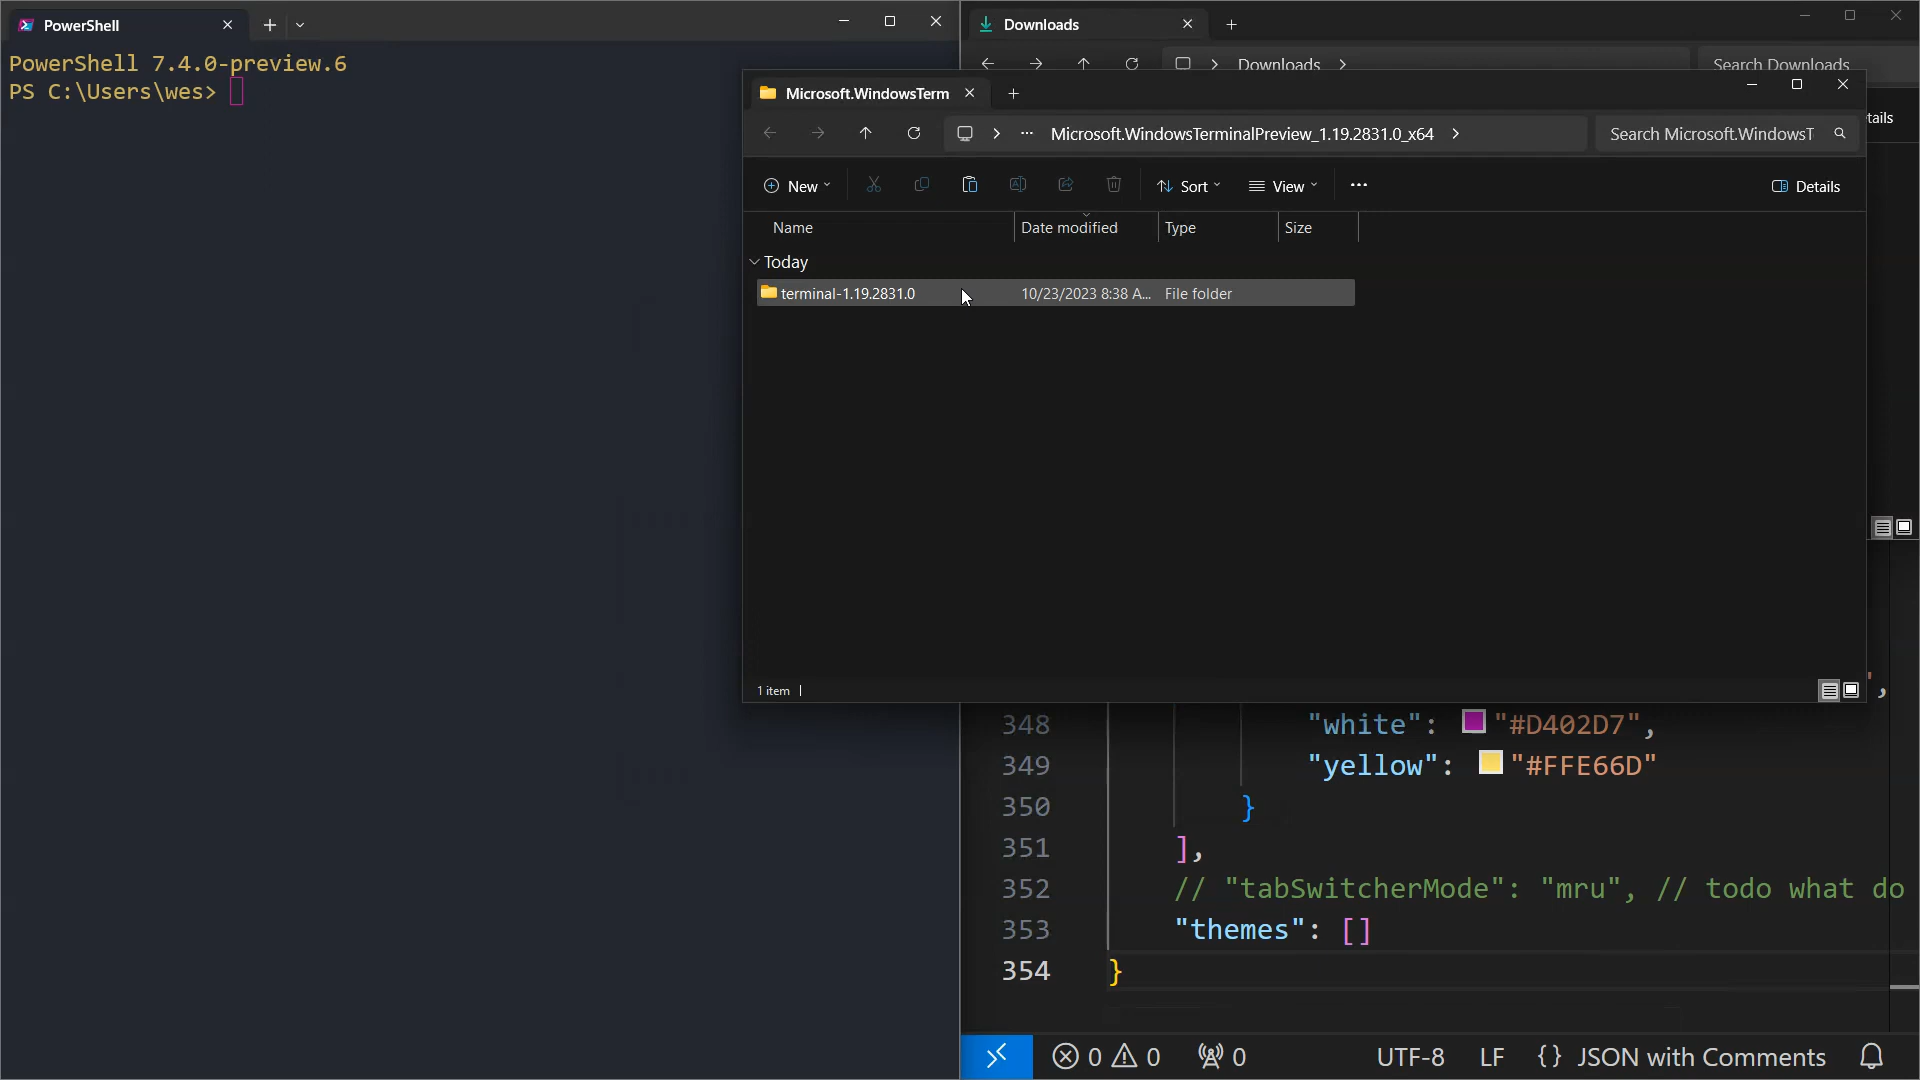 PowerShell
PowerShell 7.4.0-preview.6
PS C:\Users\wes>
Downloads
Downloads
Search Downloads
tails
Microsoft.WindowsTerm
Microsoft.WindowsTerminalPreview_1.19.2831.0_x64
Search Microsoft.WindowsT
New
Sort
View
Details
Name Date modified Type Size
Today
terminal-1.19.2831.0 10/23/2023 8:38 A... File folder
1 item
",
348 "white": "#D402D7",
349 "yellow": "#FFE66D"
350 }
351 ],
352 // "tabSwitcherMode": "mru", // todo what do
353 "themes": []
354 }
0 0 0 UTF-8 LF {} JSON with Comments